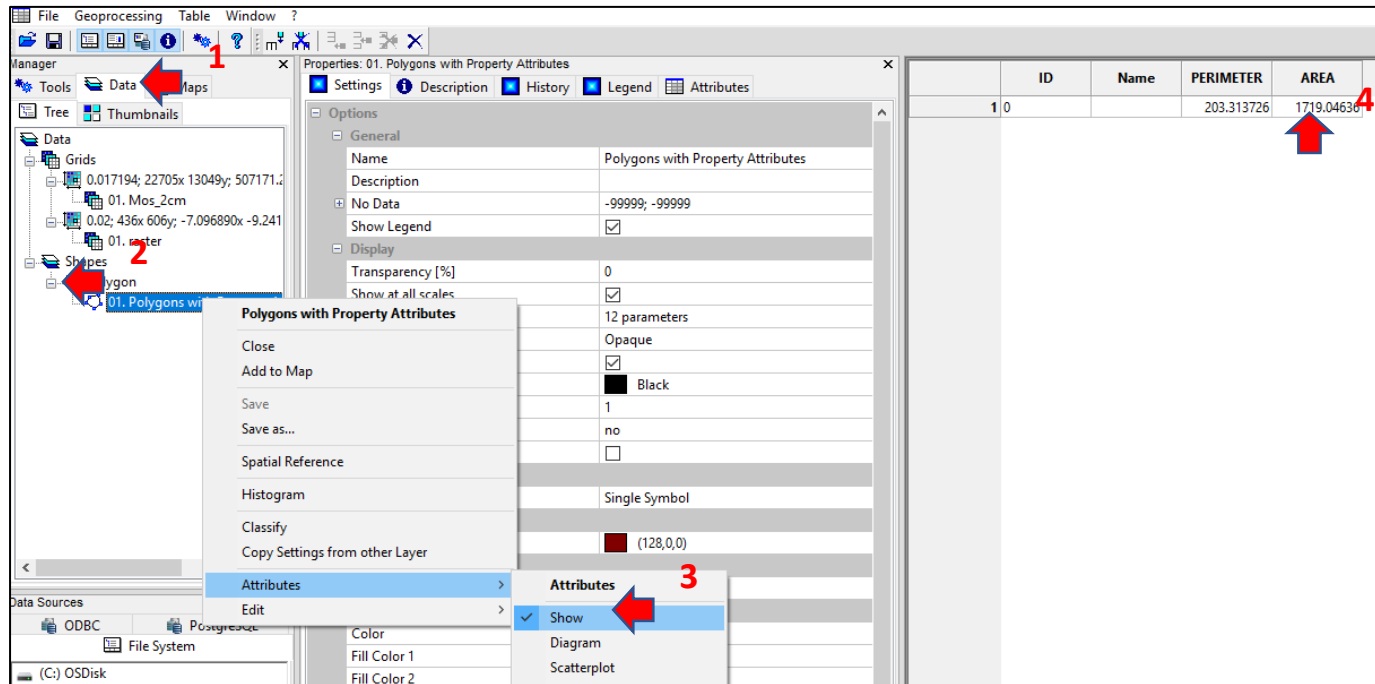 File Geoprocessing Table Window ?
1
Manager
Tools Data Maps
Tree Thumbnails
Data
Grids
0.017194; 22705x 13049y; 507171.2
01. Mos_2cm
0.02; 436x 606y; -7.096890x -9.241
01. raster
2
Shapes
01. Polygons with
Polygons with Property Attributes
Close
Add to Map
Save
Save as...
Spatial Reference
Histogram
Classify
Copy Settings from other Layer
Attributes
Edit
3
Attributes
Show
Diagram
Scatterplot
Data Sources
ODBC PostgreSQL
File System
(C:) OSDisk
Properties: 01. Polygons with Property Attributes
Settings Description History Legend Attributes
Options
General
Name Polygons with Property Attributes
Description
No Data -99999; -99999
Show Legend
Display
Transparency [%] 0
Show at all scales
12 parameters
Opaque
Black
1
no
Single Symbol
(128,0,0)
Color
Fill Color 1
Fill Color 2
ID Name PERIMETER AREA
4
1 0 203.313726 1719.04636